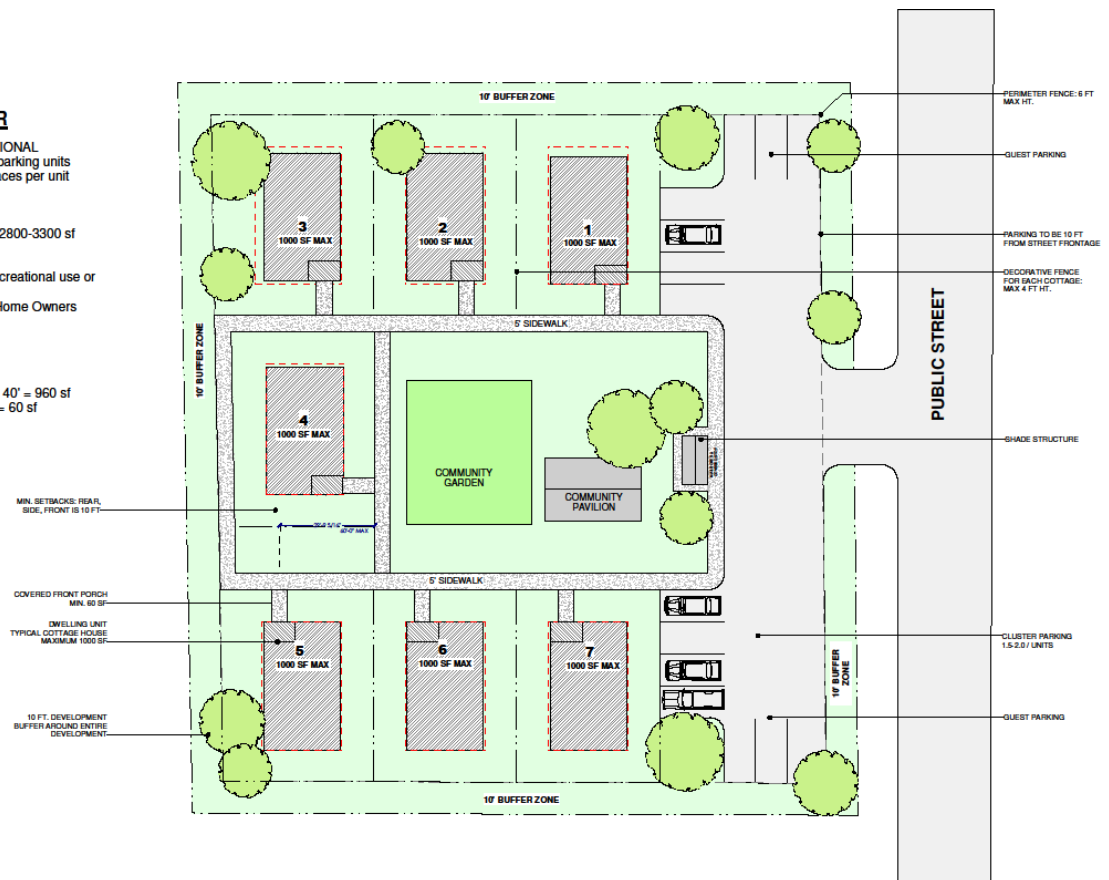 R
IONAL
parking units
aces per unit
2800-3300 sf
creational use or
Home Owners
40' = 960 sf
= 60 sf
10' BUFFER ZONE
PERIMETER FENCE: 6 FT
MAX HT.
GUEST PARKING
3
1000 SF MAX
2
1000 SF MAX
1
1000 SF MAX
PARKING TO BE 10 FT
FROM STREET FRONTAGE
DECORATIVE FENCE
FOR EACH COTTAGE:
MAX 4 FT HT.
5' SIDEWALK
10' BUFFER ZONE
PUBLIC STREET
4
1000 SF MAX
SHADE STRUCTURE
COMMUNITY
GARDEN
COMMUNITY
PAVILION
MIN. SETBACKS: REAR,
SIDE, FRONT IS 10 FT
60'-0" MAX
5' SIDEWALK
COVERED FRONT PORCH
MIN. 60 SF
DWELLING UNIT
TYPICAL COTTAGE HOUSE
MAXIMUM 1000 SF
5
1000 SF MAX
6
1000 SF MAX
7
1000 SF MAX
CLUSTER PARKING
1.5-2.0 / UNITS
10' BUFFER
ZONE
10 FT. DEVELOPMENT
BUFFER AROUND ENTIRE
DEVELOPMENT
GUEST PARKING
10' BUFFER ZONE